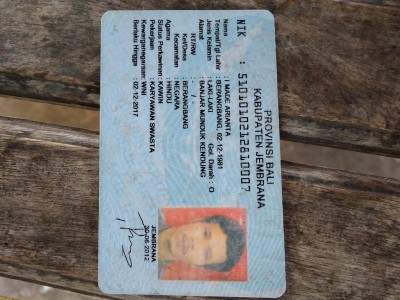 PROVINSI BALI
KABUPATEN JEMBRANA
NIK : 5101010212810007
Nama : I MADE ARIANTA
Tempat/Tgl Lahir : BERANGBANG, 02-12-1981
Jenis Kelamin : LAKI-LAKI Gol Darah : O
Alamat : BANJAR MUNDUK KENDUNG
RT/RW : - / -
Kel/Desa : BERANGBANG
Kecamatan : NEGARA
Agama : HINDU
Status Perkawinan : KAWIN
Pekerjaan : KARYAWAN SWASTA
Kewarganegaraan : WNI
Berlaku Hingga : 02-12-2017
JEMBRANA
30-06-2012